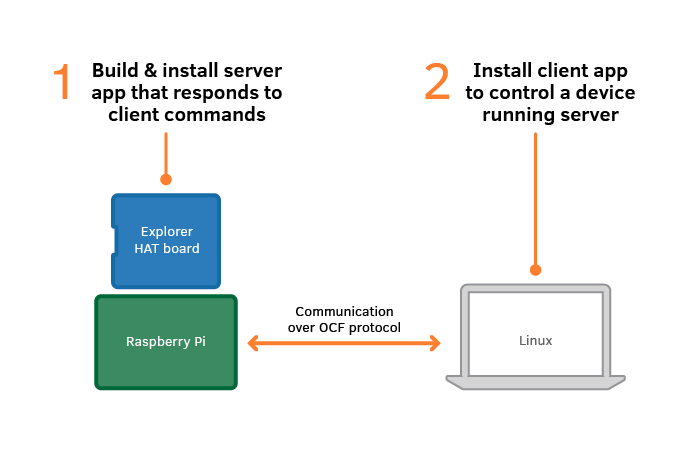 1
Build & install server
app that responds to
client commands
2
Install client app
to control a device
running server
Explorer
HAT board
Raspberry Pi
Communication
over OCF protocol
Linux